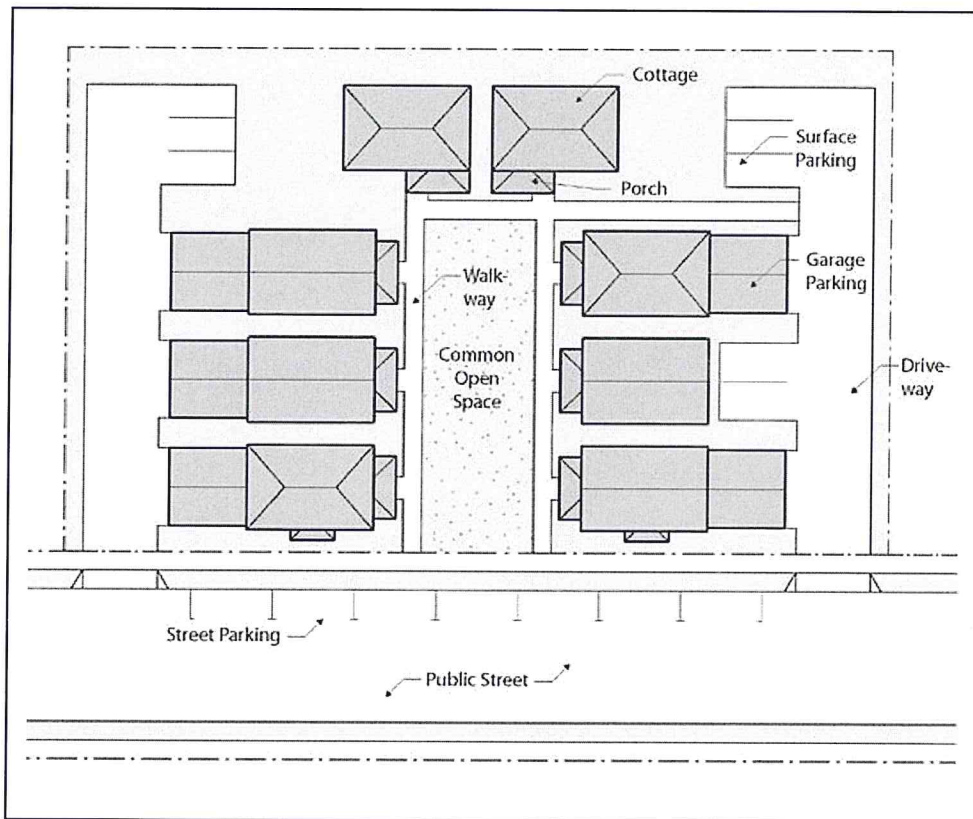 Cottage
Surface
Parking
Porch
Garage
Parking
Walk-
way
Common
Open
Space
Drive-
way
Street Parking
Public Street